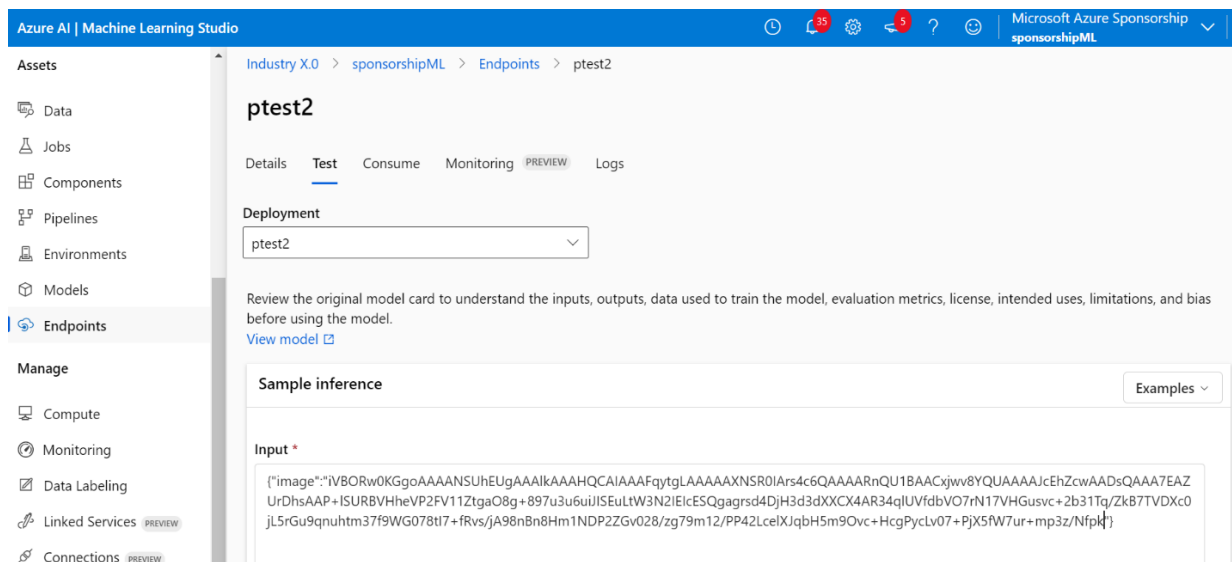 Azure AI | Machine Learning Studio
35
5
?
Microsoft Azure Sponsorship
sponsorshipML
Assets
Data
Jobs
Components
Pipelines
Environments
Models
Endpoints
Manage
Compute
Monitoring
Data Labeling
Linked Services PREVIEW
Connections PREVIEW
Industry X.0 > sponsorshipML > Endpoints > ptest2
ptest2
Details Test Consume Monitoring PREVIEW Logs
Deployment
ptest2
Review the original model card to understand the inputs, outputs, data used to train the model, evaluation metrics, license, intended uses, limitations, and bias
before using the model.
View model
Sample inference
Examples
Input *
{"image":"iVBORw0KGgoAAAANSUhEUgAAAlkAAAHQCAIAAAFqytgLAAAAAXNSR0IArs4c6QAAAARnQU1BAACxjwv8YQUAAAAJcEhZcwAADsQAAA7EAZ
UrDhsAAP+lSURBVHheVP2FV11ZtgaO8g+897u3u6uiJISEuLtW3N2IEIcESQgagrsd4DjH3d3dXXCX4AR34qlUVfdbVO7rN17VHGusvc+2b31Tq/ZkB7TVDXc0
jL5rGu9qnuhtm37f9WG078tI7+fRvs/jA98nBn8Hm1NDP2ZGv028/zg79m12/PP42LcelXJqbH5m9Ovc+HcgPycLv07+PjX5fW7ur+mp3z/Nfpk"}